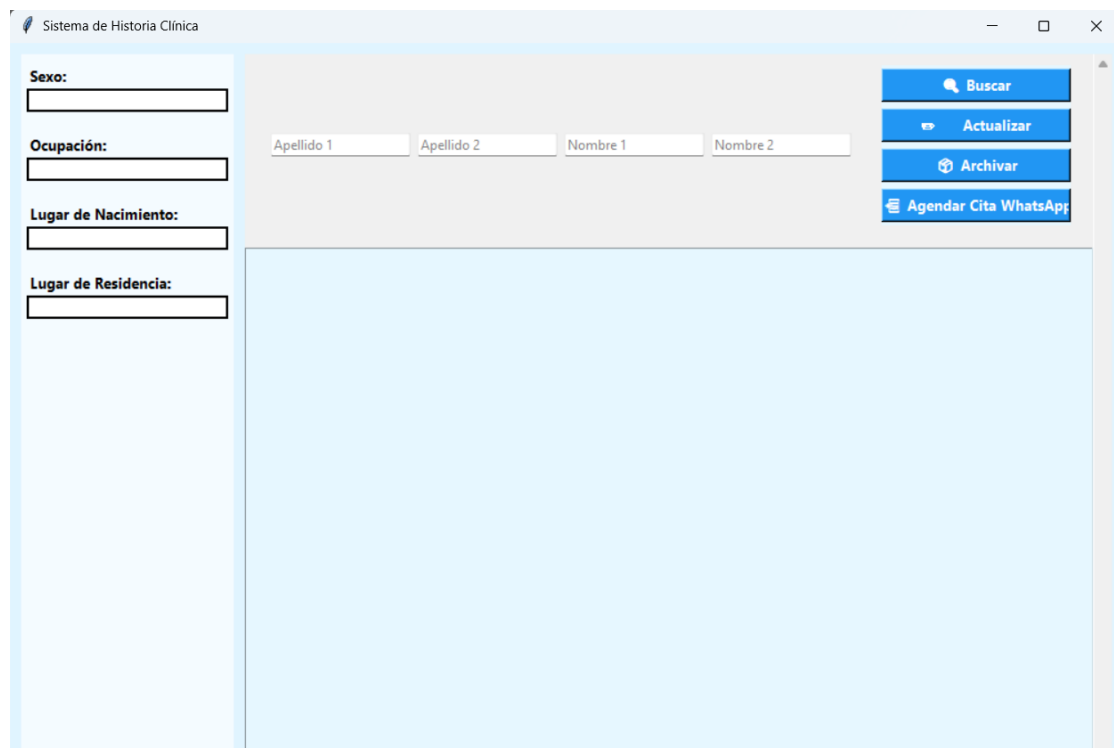 Sistema de Historia Clínica
Sexo:
Ocupación:
Lugar de Nacimiento:
Lugar de Residencia:
Apellido 1
Apellido 2
Nombre 1
Nombre 2
Buscar
Actualizar
Archivar
Agendar Cita WhatsApp